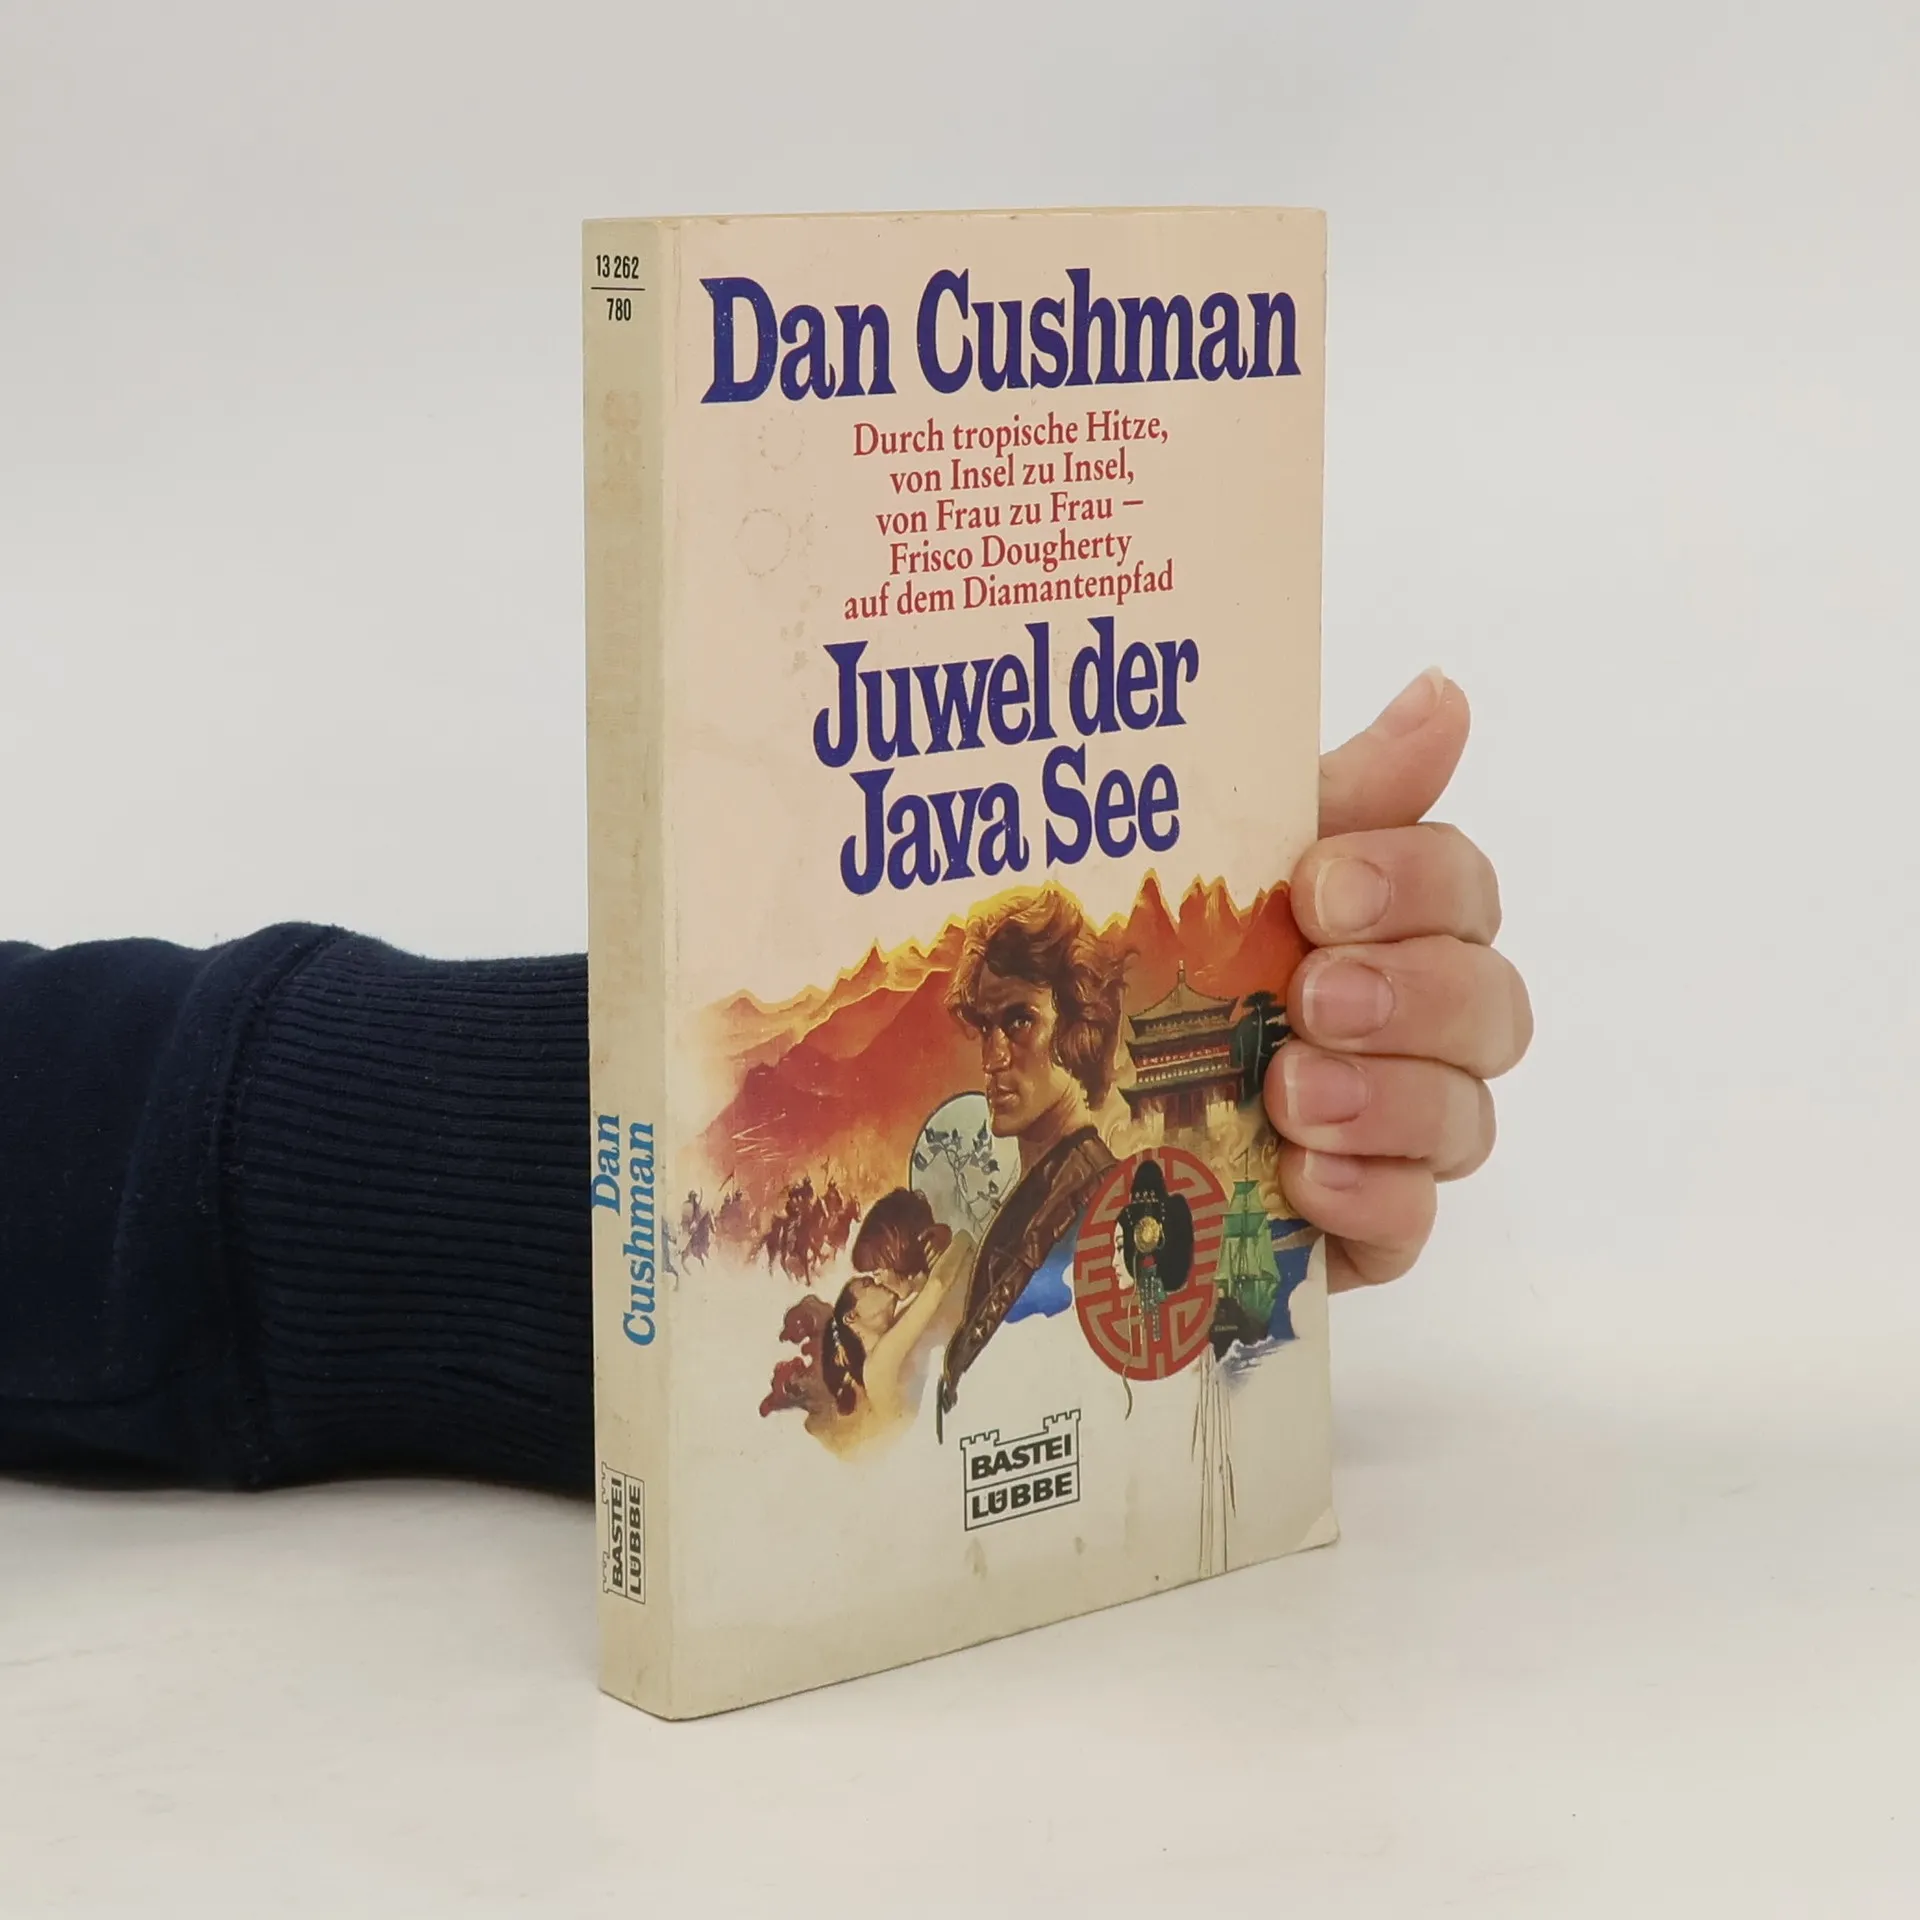 13 262
780
Dan Cushman
Durch tropische Hitze,
von Insel zu Insel,
von Frau zu Frau –
Frisco Dougherty
auf dem Diamantenpfad
Juwel der
Java See
BASTEI
LÜBBE
Dan
Cushman
BASTEI
LÜBBE